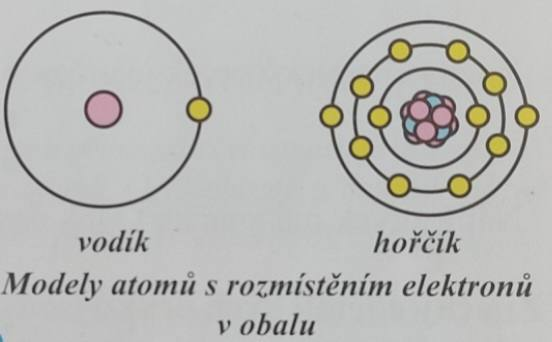 vodík
hořčík
Modely atomů s rozmístěním elektronů
v obalu